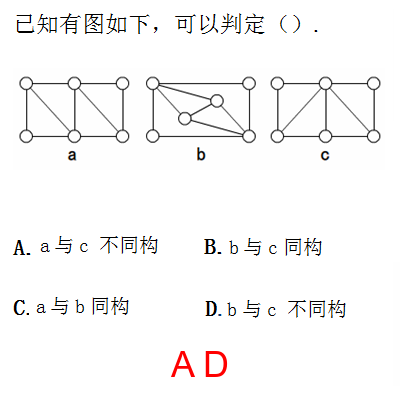 已知有图如下，可以判定（）．
a b c
A. a 与 c 不同构 B. b 与 c 同构
C. a 与 b 同构 D. b 与 c 不同构
A D